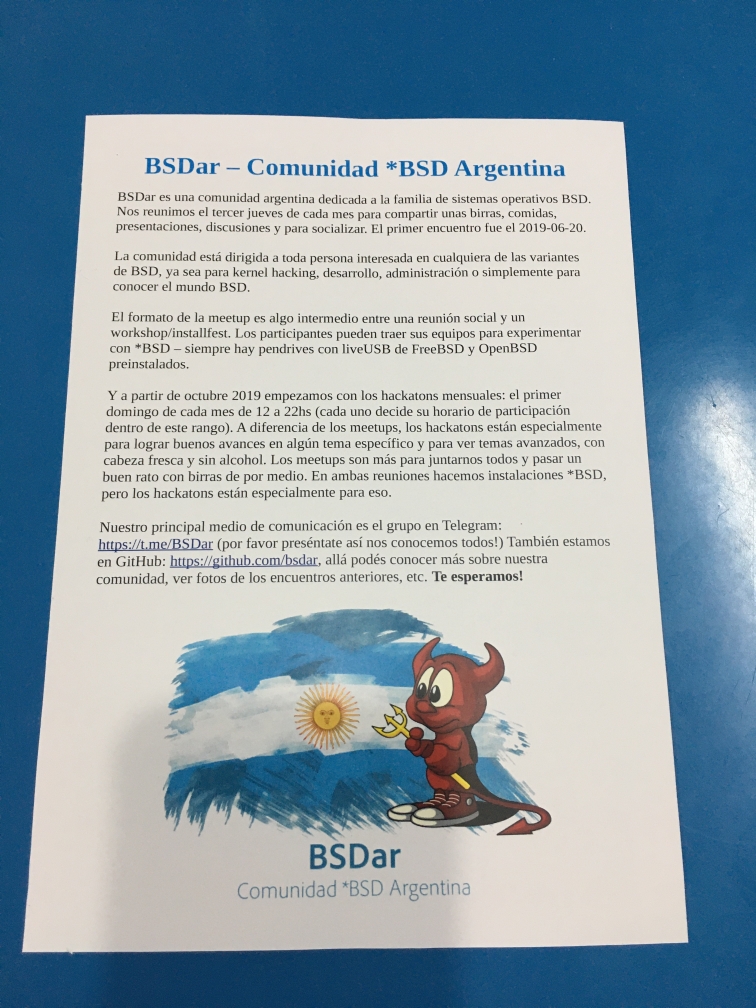 BSDar – Comunidad *BSD Argentina
BSDar es una comunidad argentina dedicada a la familia de sistemas operativos BSD.
Nos reunimos el tercer jueves de cada mes para compartir unas birras, comidas,
presentaciones, discusiones y para socializar. El primer encuentro fue el 2019-06-20.
La comunidad está dirigida a toda persona interesada en cualquiera de las variantes
de BSD, ya sea para kernel hacking, desarrollo, administración o simplemente para
conocer el mundo BSD.
El formato de la meetup es algo intermedio entre una reunión social y un
workshop/installfest. Los participantes pueden traer sus equipos para experimentar
con *BSD – siempre hay pendrives con liveUSB de FreeBSD y OpenBSD
preinstalados.
Y a partir de octubre 2019 empezamos con los hackatons mensuales: el primer
domingo de cada mes de 12 a 22hs (cada uno decide su horario de participación
dentro de este rango). A diferencia de los meetups, los hackatons están especialmente
para lograr buenos avances en algún tema específico y para ver temas avanzados, con
cabeza fresca y sin alcohol. Los meetups son más para juntarnos todos y pasar un
buen rato con birras de por medio. En ambas reuniones hacemos instalaciones *BSD,
pero los hackatons están especialmente para eso.
Nuestro principal medio de comunicación es el grupo en Telegram:
https://t.me/BSDar (por favor preséntate así nos conocemos todos!) También estamos
en GitHub: https://github.com/bsdar, allá podés conocer más sobre nuestra
comunidad, ver fotos de los encuentros anteriores, etc. Te esperamos!
BSDar
Comunidad *BSD Argentina